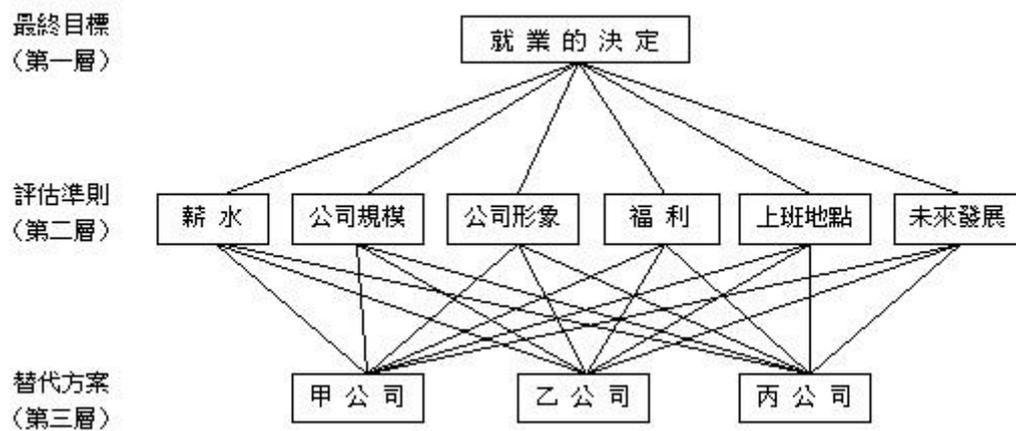 最終目標
（第一層）
就業的決定
評估準則
（第二層）
薪水
公司規模
公司形象
福利
上班地點
未來發展
替代方案
（第三層）
甲公司
乙公司
丙公司